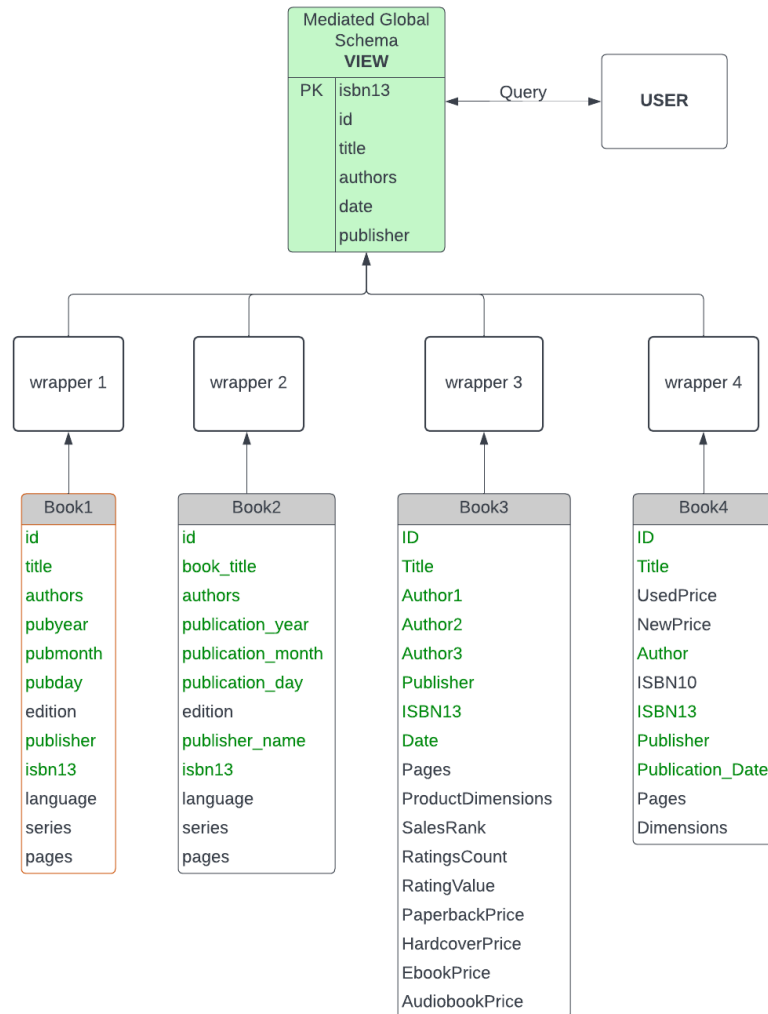 Mediated Global
Schema
VIEW
PK
isbn13
id
title
authors
date
publisher
Query
USER
wrapper 1
wrapper 2
wrapper 3
wrapper 4
Book1
id
title
authors
pubyear
pubmonth
pubday
edition
publisher
isbn13
language
series
pages
Book2
id
book_title
authors
publication_year
publication_month
publication_day
edition
publisher_name
isbn13
language
series
pages
Book3
ID
Title
Author1
Author2
Author3
Publisher
ISBN13
Date
Pages
ProductDimensions
SalesRank
RatingsCount
RatingValue
PaperbackPrice
HardcoverPrice
EbookPrice
AudiobookPrice
Book4
ID
Title
UsedPrice
NewPrice
Author
ISBN10
ISBN13
Publisher
Publication_Date
Pages
Dimensions